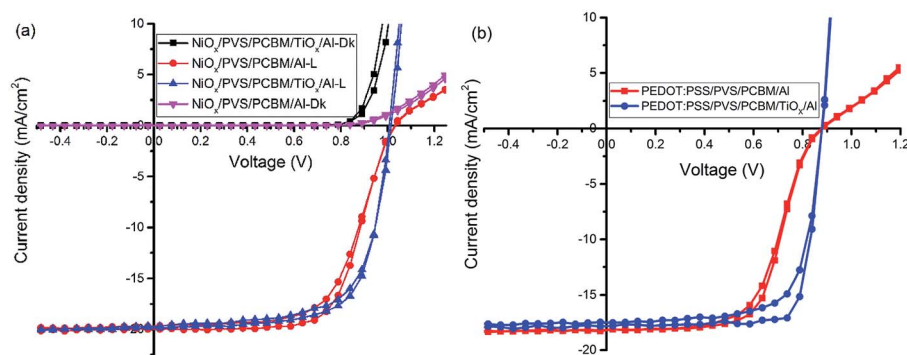 (a)
NiOx/PVS/PCBM/TiOx/Al-Dk
NiOx/PVS/PCBM/Al-L
NiOx/PVS/PCBM/TiOx/Al-L
NiOx/PVS/PCBM/Al-Dk
Current density (mA/cm²)
Voltage (V)
10
5
0
-5
-10
-15
-20
-0.4 -0.2 0.0 0.2 0.4 0.6 0.8 1.0 1.2
(b)
PEDOT:PSS/PVS/PCBM/Al
PEDOT:PSS/PVS/PCBM/TiOx/Al
Current density (mA/cm²)
Voltage (V)
10
5
0
-5
-10
-15
-20
-0.4 -0.2 0.0 0.2 0.4 0.6 0.8 1.0 1.2